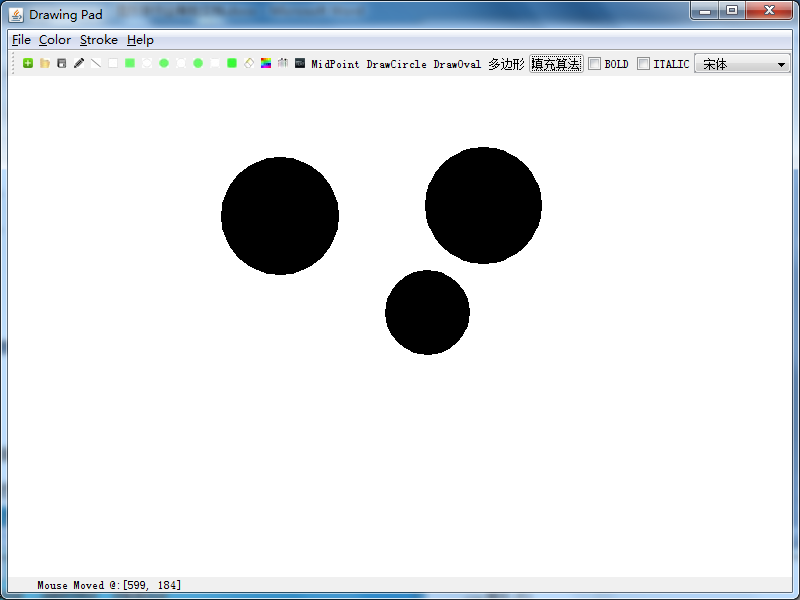 Drawing Pad
File Color Stroke Help
MidPoint DrawCircle DrawOval 多边形 填充算法 BOLD ITALIC 宋体
Mouse Moved @:[599, 184]